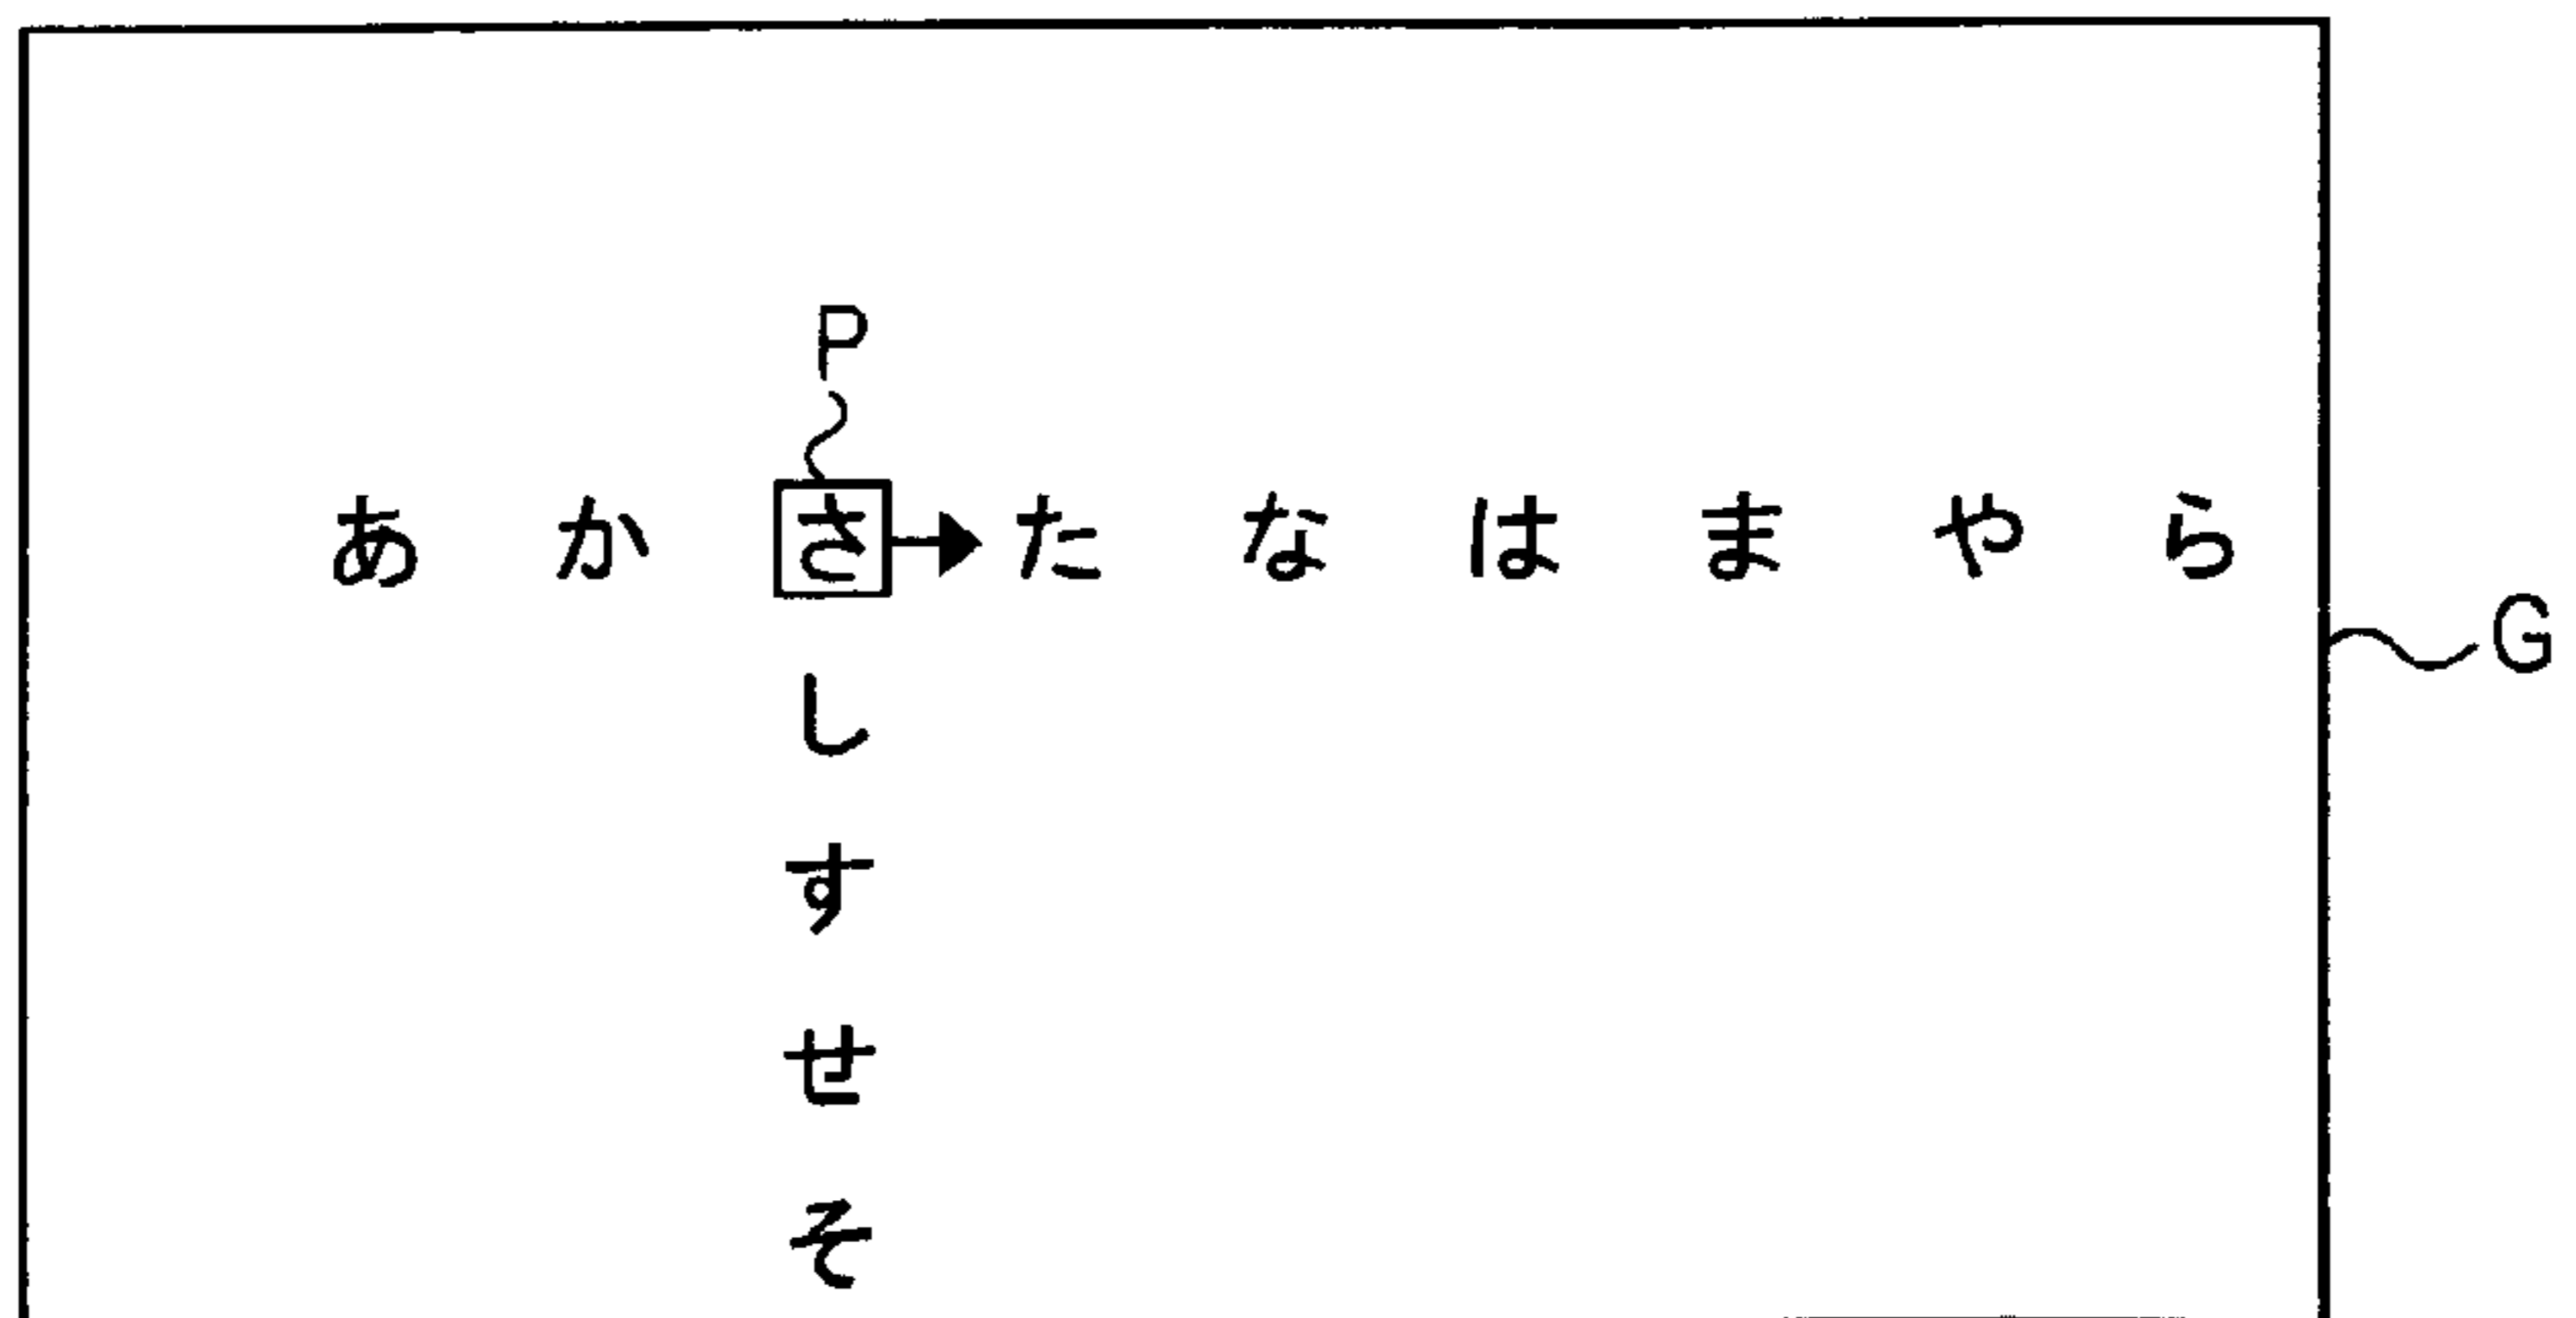 P
あ か さ た な は ま や ら
G
し
す
せ
そ